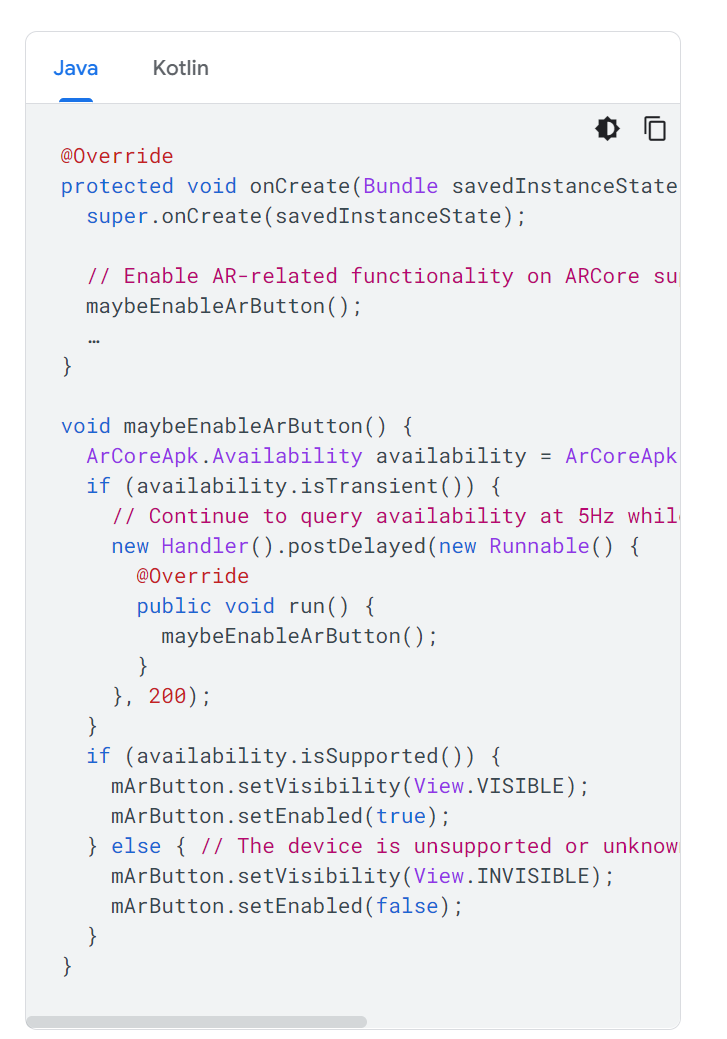 Java
Kotlin
@Override
protected void onCreate(Bundle savedInstanceState
super.onCreate(savedInstanceState);
// Enable AR-related functionality on ARCore su
maybeEnableArButton();
…
}
void maybeEnableArButton() {
ArCoreApk.Availability availability = ArCoreApk
if (availability.isTransient()) {
// Continue to query availability at 5Hz whil
new Handler().postDelayed(new Runnable() {
@Override
public void run() {
maybeEnableArButton();
}
}, 200);
}
if (availability.isSupported()) {
mArButton.setVisibility(View.VISIBLE);
mArButton.setEnabled(true);
} else { // The device is unsupported or unknow
mArButton.setVisibility(View.INVISIBLE);
mArButton.setEnabled(false);
}
}